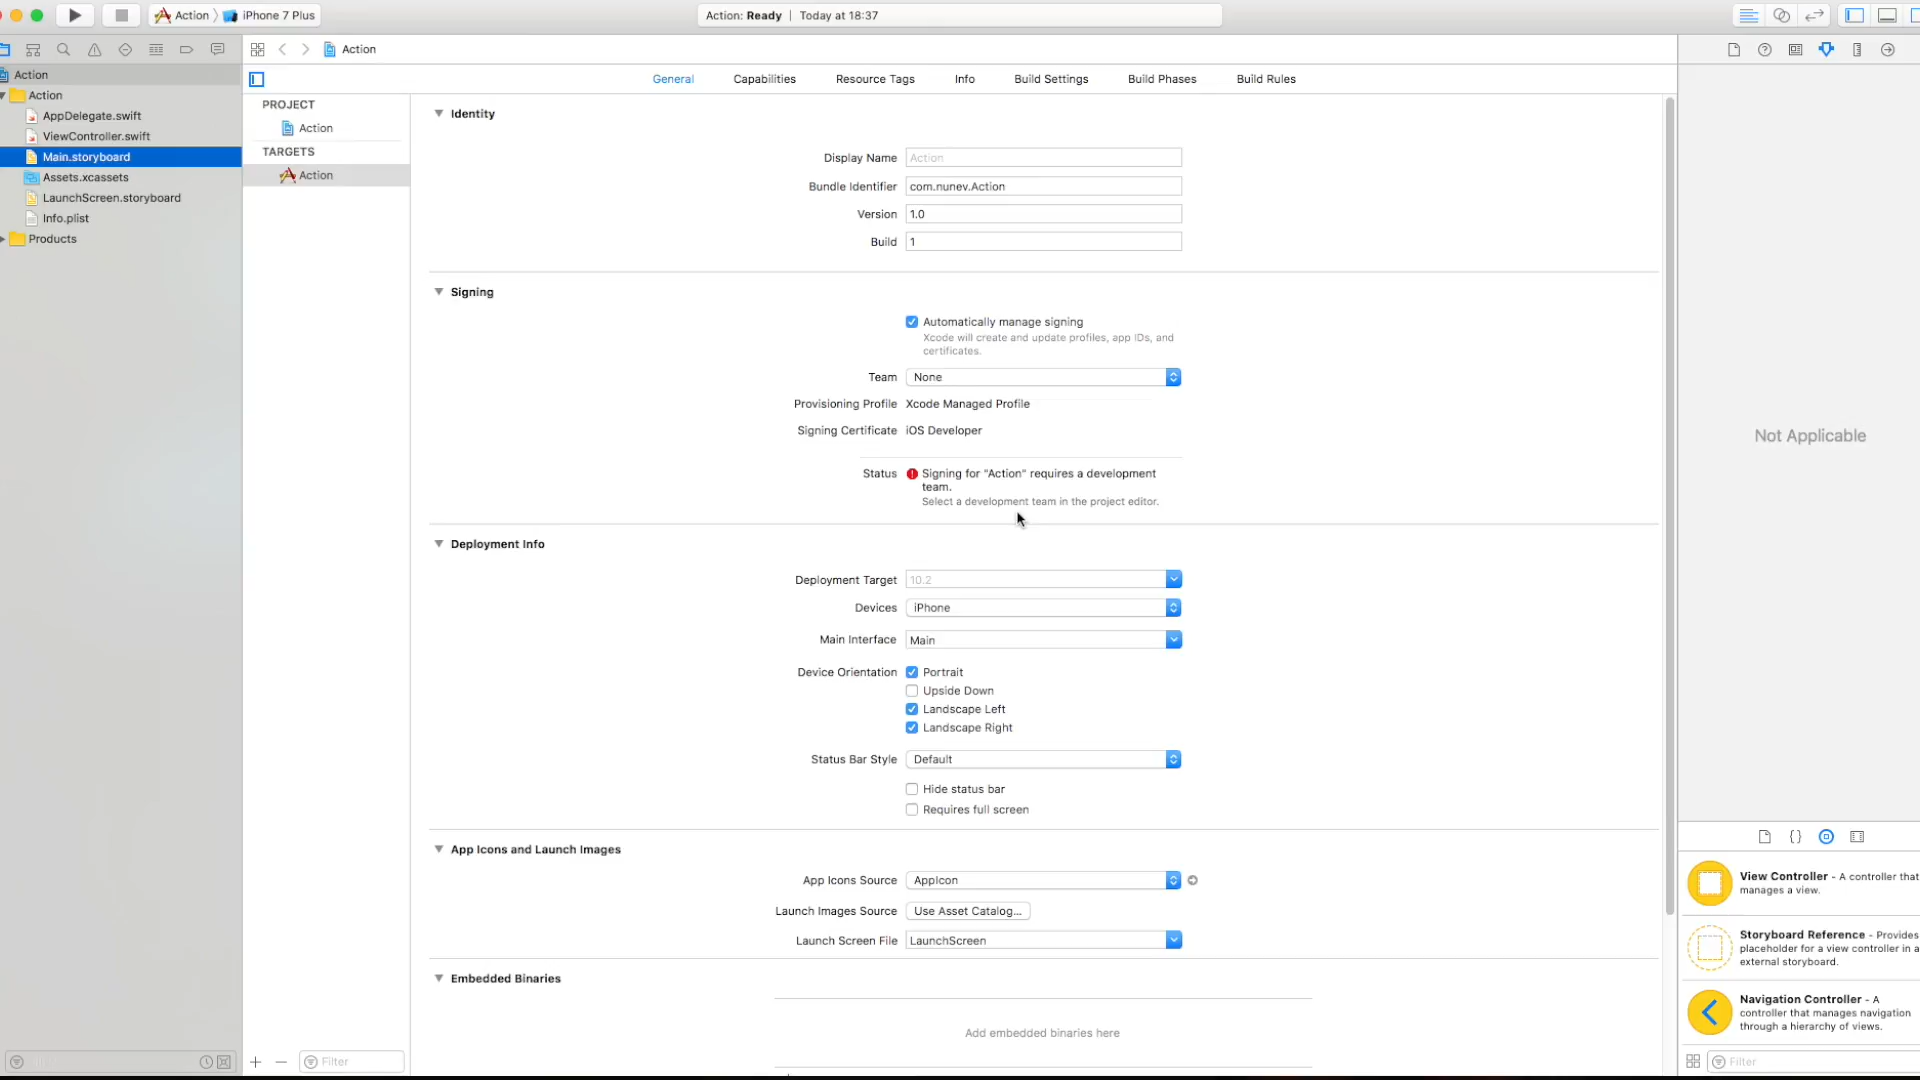 Action
iPhone 7 Plus
Action: Ready | Today at 18:37
Action
Action
Action
AppDelegate.swift
ViewController.swift
Main.storyboard
Assets.xcassets
LaunchScreen.storyboard
Info.plist
Products
General
Capabilities
Resource Tags
Info
Build Settings
Build Phases
Build Rules
PROJECT
Action
TARGETS
Action
Identity
Display Name
Action
Bundle Identifier
com.nunev.Action
Version
1.0
Build
1
Signing
Automatically manage signing
Xcode will create and update profiles, app IDs, and
certificates.
Team
None
Provisioning Profile
Xcode Managed Profile
Signing Certificate
iOS Developer
Status
Signing for "Action" requires a development
team.
Select a development team in the project editor.
Deployment Info
Deployment Target
10.2
Devices
iPhone
Main Interface
Main
Device Orientation
Portrait
Upside Down
Landscape Left
Landscape Right
Status Bar Style
Default
Hide status bar
Requires full screen
App Icons and Launch Images
App Icons Source
AppIcon
Launch Images Source
Use Asset Catalog...
Launch Screen File
LaunchScreen
Embedded Binaries
Add embedded binaries here
Filter
Not Applicable
View Controller - A controller that
manages a view.
Storyboard Reference - Provides
placeholder for a view controller in a
external storyboard.
Navigation Controller - A
controller that manages navigation
through a hierarchy of views.
Filter